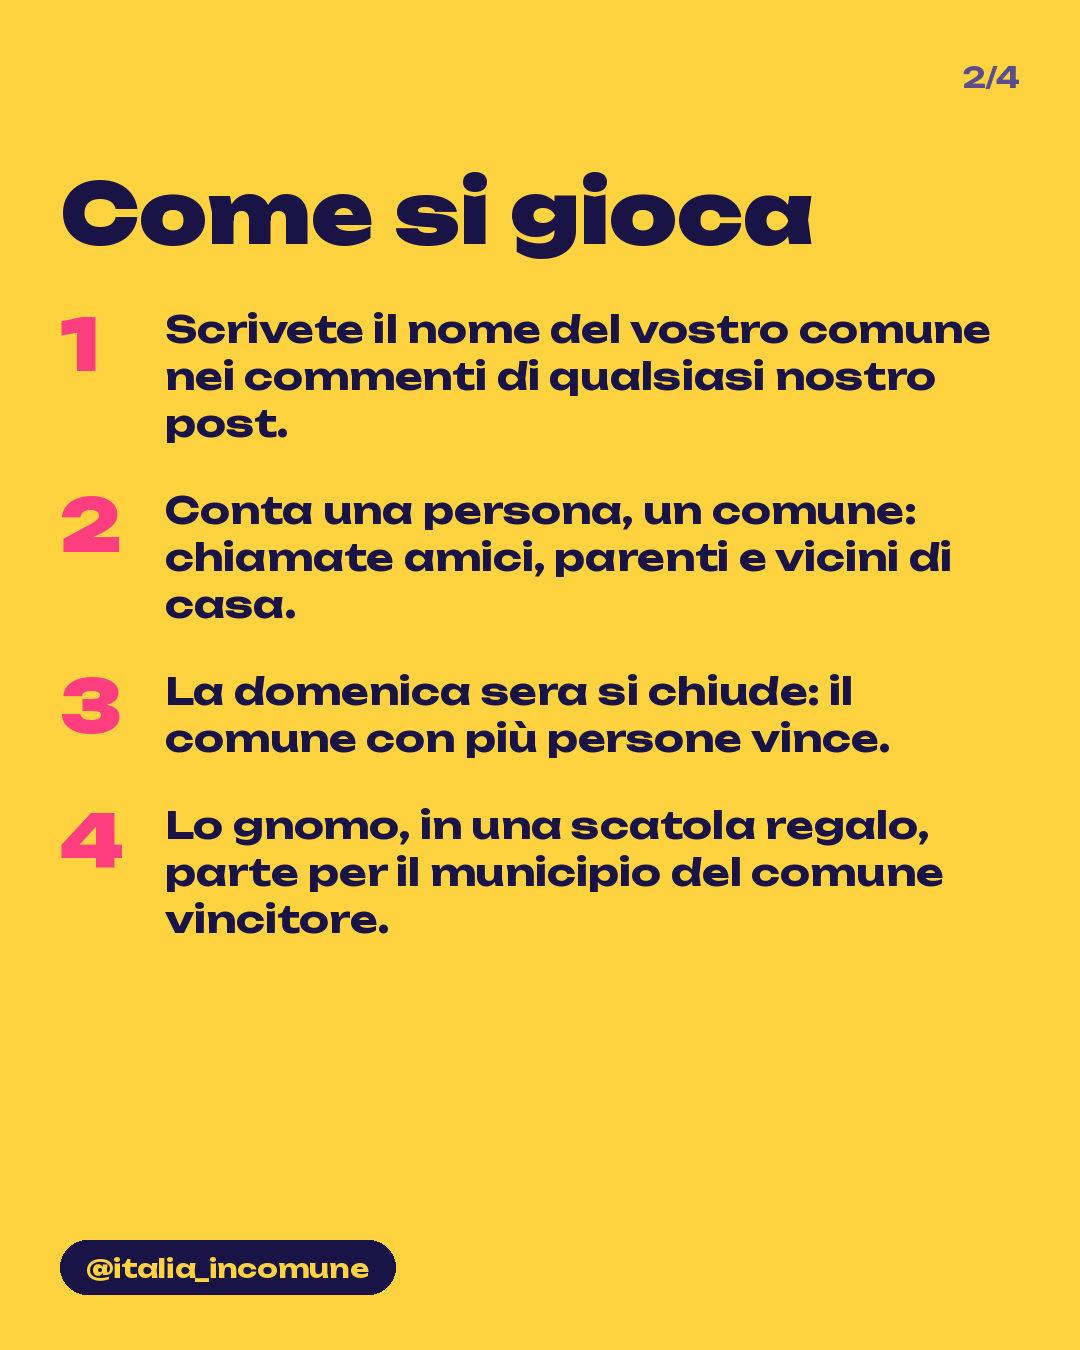 2/4
Come si gioca
1 Scrivete il nome del vostro comune
nei commenti di qualsiasi nostro
post.
2 Conta una persona, un comune:
chiamate amici, parenti e vicini di
casa.
3 La domenica sera si chiude: il
comune con più persone vince.
4 Lo gnomo, in una scatola regalo,
parte per il municipio del comune
vincitore.
@italia_incomune